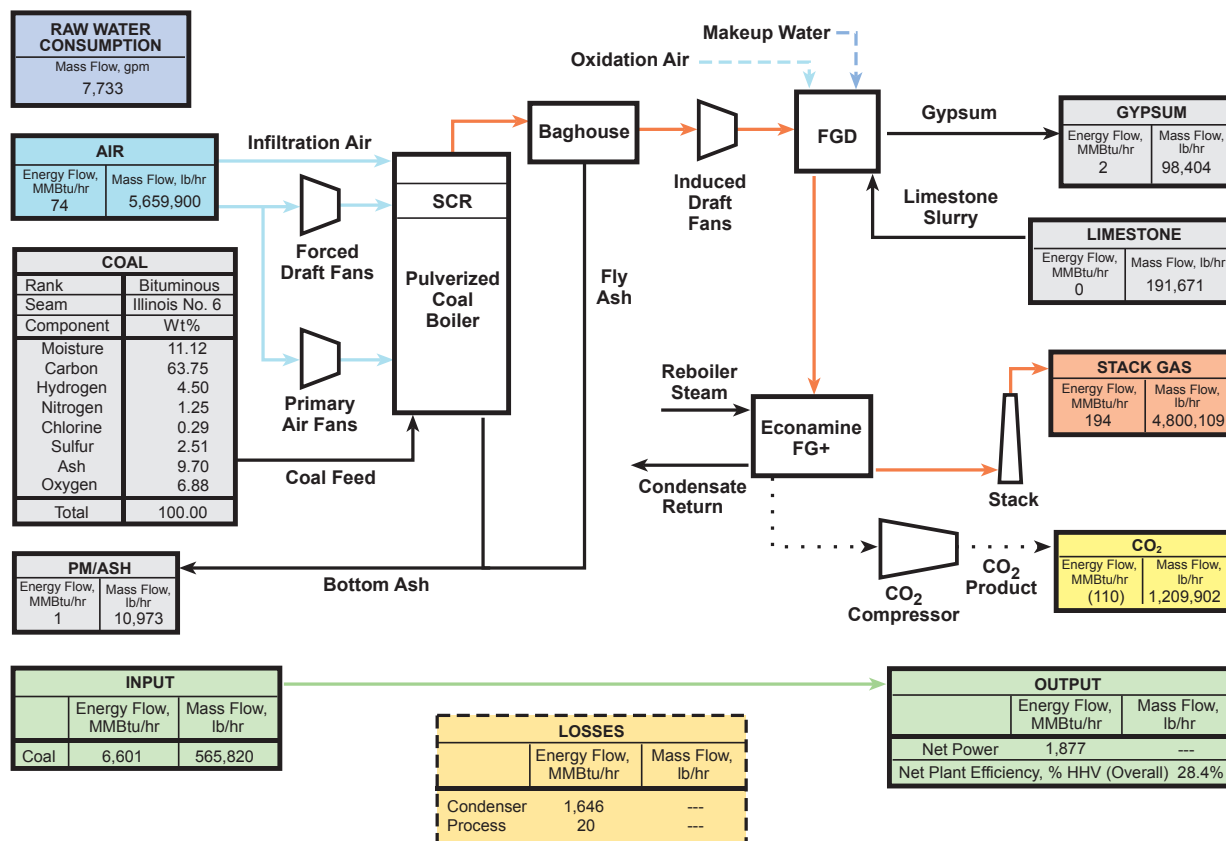 RAW WATER
CONSUMPTION
Mass Flow, gpm
7,733
Makeup Water
Oxidation Air
AIR
Energy Flow,
MMBtu/hr
74
Mass Flow, lb/hr
5,659,900
Infiltration Air
Forced
Draft Fans
Primary
Air Fans
SCR
Pulverized
Coal
Boiler
Baghouse
Induced
Draft
Fans
FGD
Gypsum
GYPSUM
Energy Flow,
MMBtu/hr
2
Mass Flow,
lb/hr
98,404
Limestone
Slurry
LIMESTONE
Energy Flow,
MMBtu/hr
0
Mass Flow, lb/hr
191,671
COAL
Rank Bituminous
Seam Illinois No. 6
Component Wt%
Moisture 11.12
Carbon 63.75
Hydrogen 4.50
Nitrogen 1.25
Chlorine 0.29
Sulfur 2.51
Ash 9.70
Oxygen 6.88
Total 100.00
Coal Feed
Fly
Ash
Reboiler
Steam
Econamine
FG+
Condensate
Return
Stack
STACK GAS
Energy Flow,
MMBtu/hr
194
Mass Flow,
lb/hr
4,800,109
CO2
Compressor
CO2
Product
CO2
Energy Flow,
MMBtu/hr
(110)
Mass Flow,
lb/hr
1,209,902
PM/ASH
Energy Flow,
MMBtu/hr
1
Mass Flow,
lb/hr
10,973
Bottom Ash
INPUT
Energy Flow,
MMBtu/hr
Mass Flow,
lb/hr
Coal 6,601 565,820
LOSSES
Energy Flow,
MMBtu/hr
Mass Flow,
lb/hr
Condenser 1,646 ---
Process 20 ---
OUTPUT
Energy Flow,
MMBtu/hr
Mass Flow,
lb/hr
Net Power 1,877 ---
Net Plant Efficiency, % HHV (Overall) 28.4%